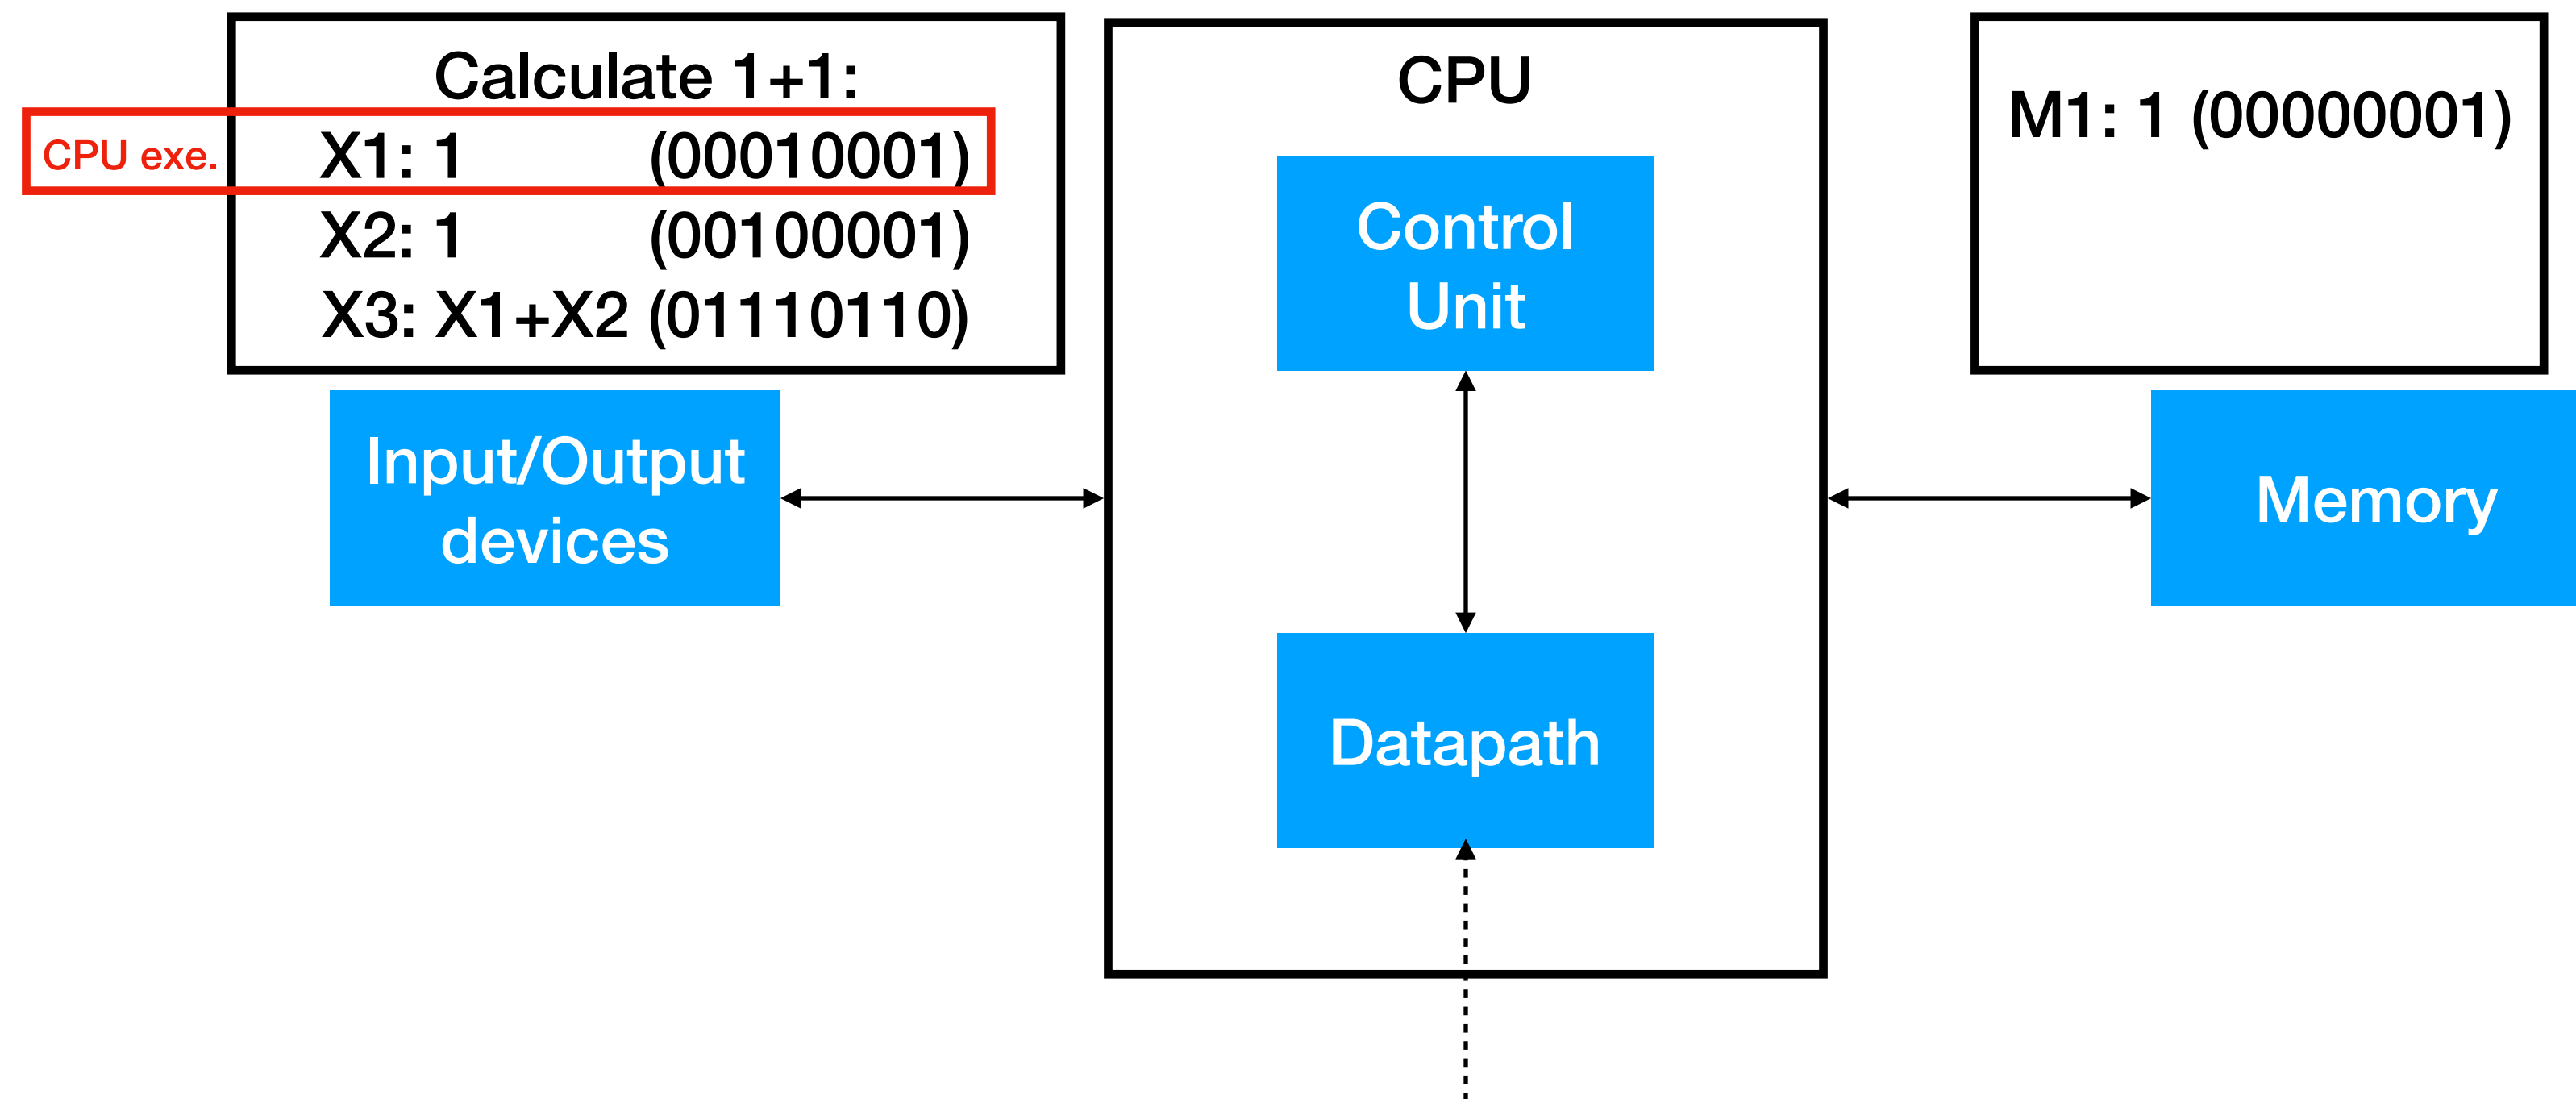 Calculate 1+1:
CPU exe. X1: 1 (00010001)
X2: 1 (00100001)
X3: X1+X2 (01110110)
Input/Output
devices
CPU
Control
Unit
Datapath
M1: 1 (00000001)
Memory